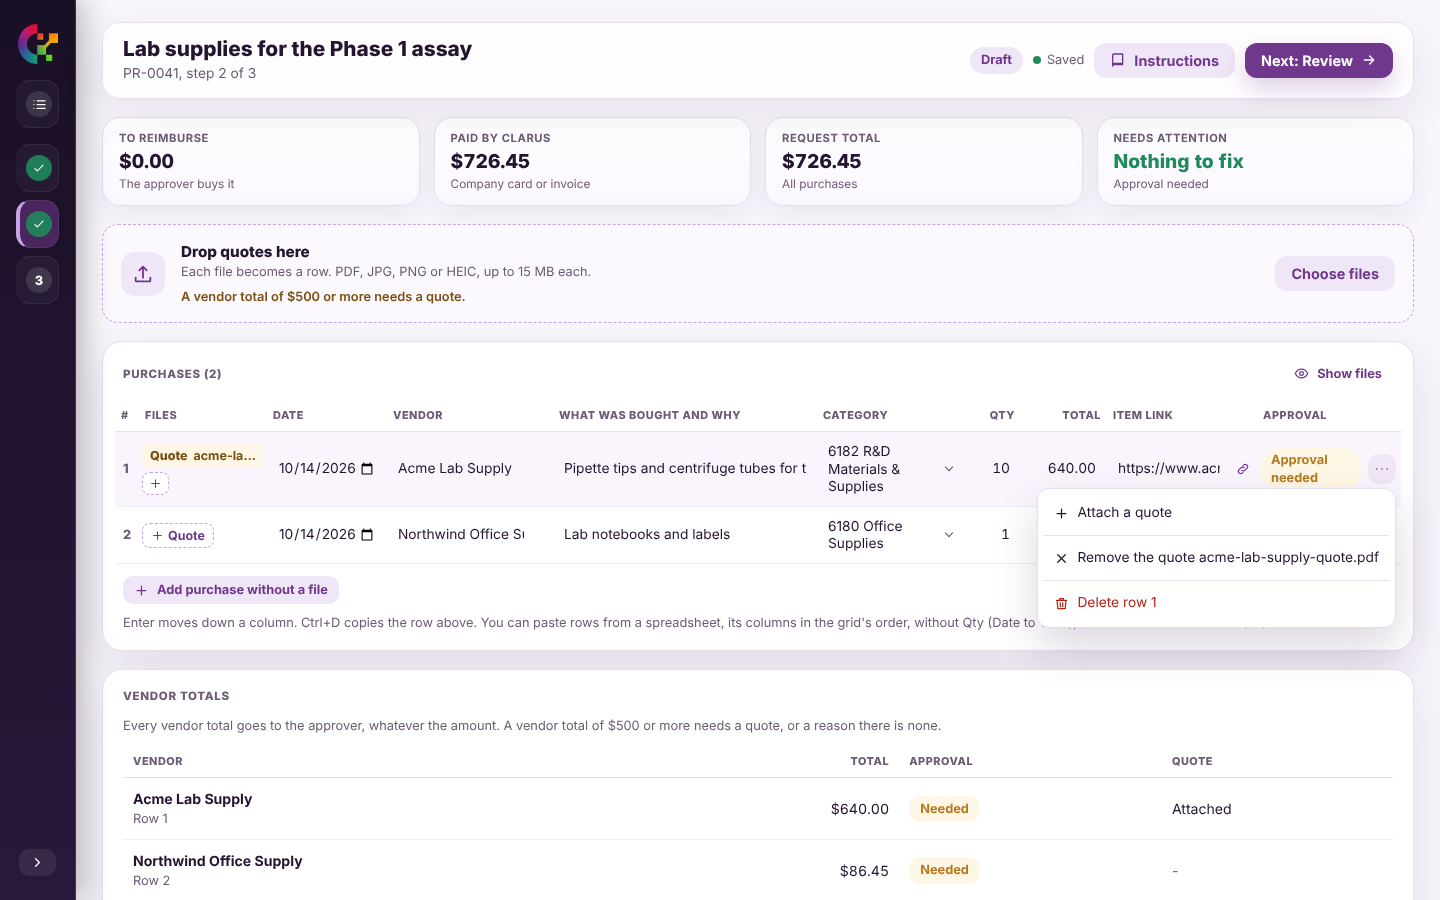 Lab supplies for the Phase 1 assay
PR-0041, step 2 of 3
Draft
Saved
Instructions
Next: Review
TO REIMBURSE
$0.00
The approver buys it
PAID BY CLARUS
$726.45
Company card or invoice
REQUEST TOTAL
$726.45
All purchases
NEEDS ATTENTION
Nothing to fix
Approval needed
3
Drop quotes here
Each file becomes a row. PDF, JPG, PNG or HEIC, up to 15 MB each.
A vendor total of $500 or more needs a quote.
Choose files
PURCHASES (2)
Show files
# FILES DATE VENDOR WHAT WAS BOUGHT AND WHY CATEGORY QTY TOTAL ITEM LINK APPROVAL
1 Quote acme-la... 10/14/2026 Acme Lab Supply Pipette tips and centrifuge tubes for t 6182 R&D Materials & Supplies 10 640.00 https://www.acr Approval needed
2 + Quote 10/14/2026 Northwind Office Su Lab notebooks and labels 6180 Office Supplies 1
Attach a quote
Remove the quote acme-lab-supply-quote.pdf
Delete row 1
+ Add purchase without a file
Enter moves down a column. Ctrl+D copies the row above. You can paste rows from a spreadsheet, its columns in the grid's order, without Qty (Date to
VENDOR TOTALS
Every vendor total goes to the approver, whatever the amount. A vendor total of $500 or more needs a quote, or a reason there is none.
VENDOR TOTAL APPROVAL QUOTE
Acme Lab Supply
Row 1
$640.00 Needed Attached
Northwind Office Supply
Row 2
$86.45 Needed -